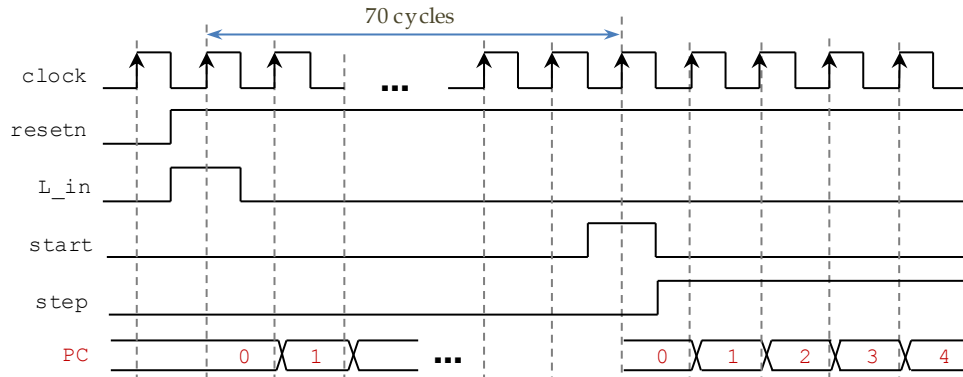 70 cycles
clock
...
resetn
L_in
start
step
PC 0 1 ... 0 1 2 3 4